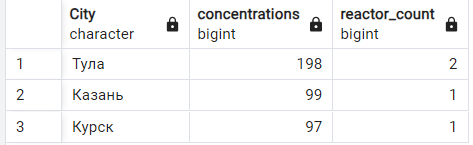 City concentrations reactor_count
character bigint bigint
1 Тула 198 2
2 Казань 99 1
3 Курск 97 1